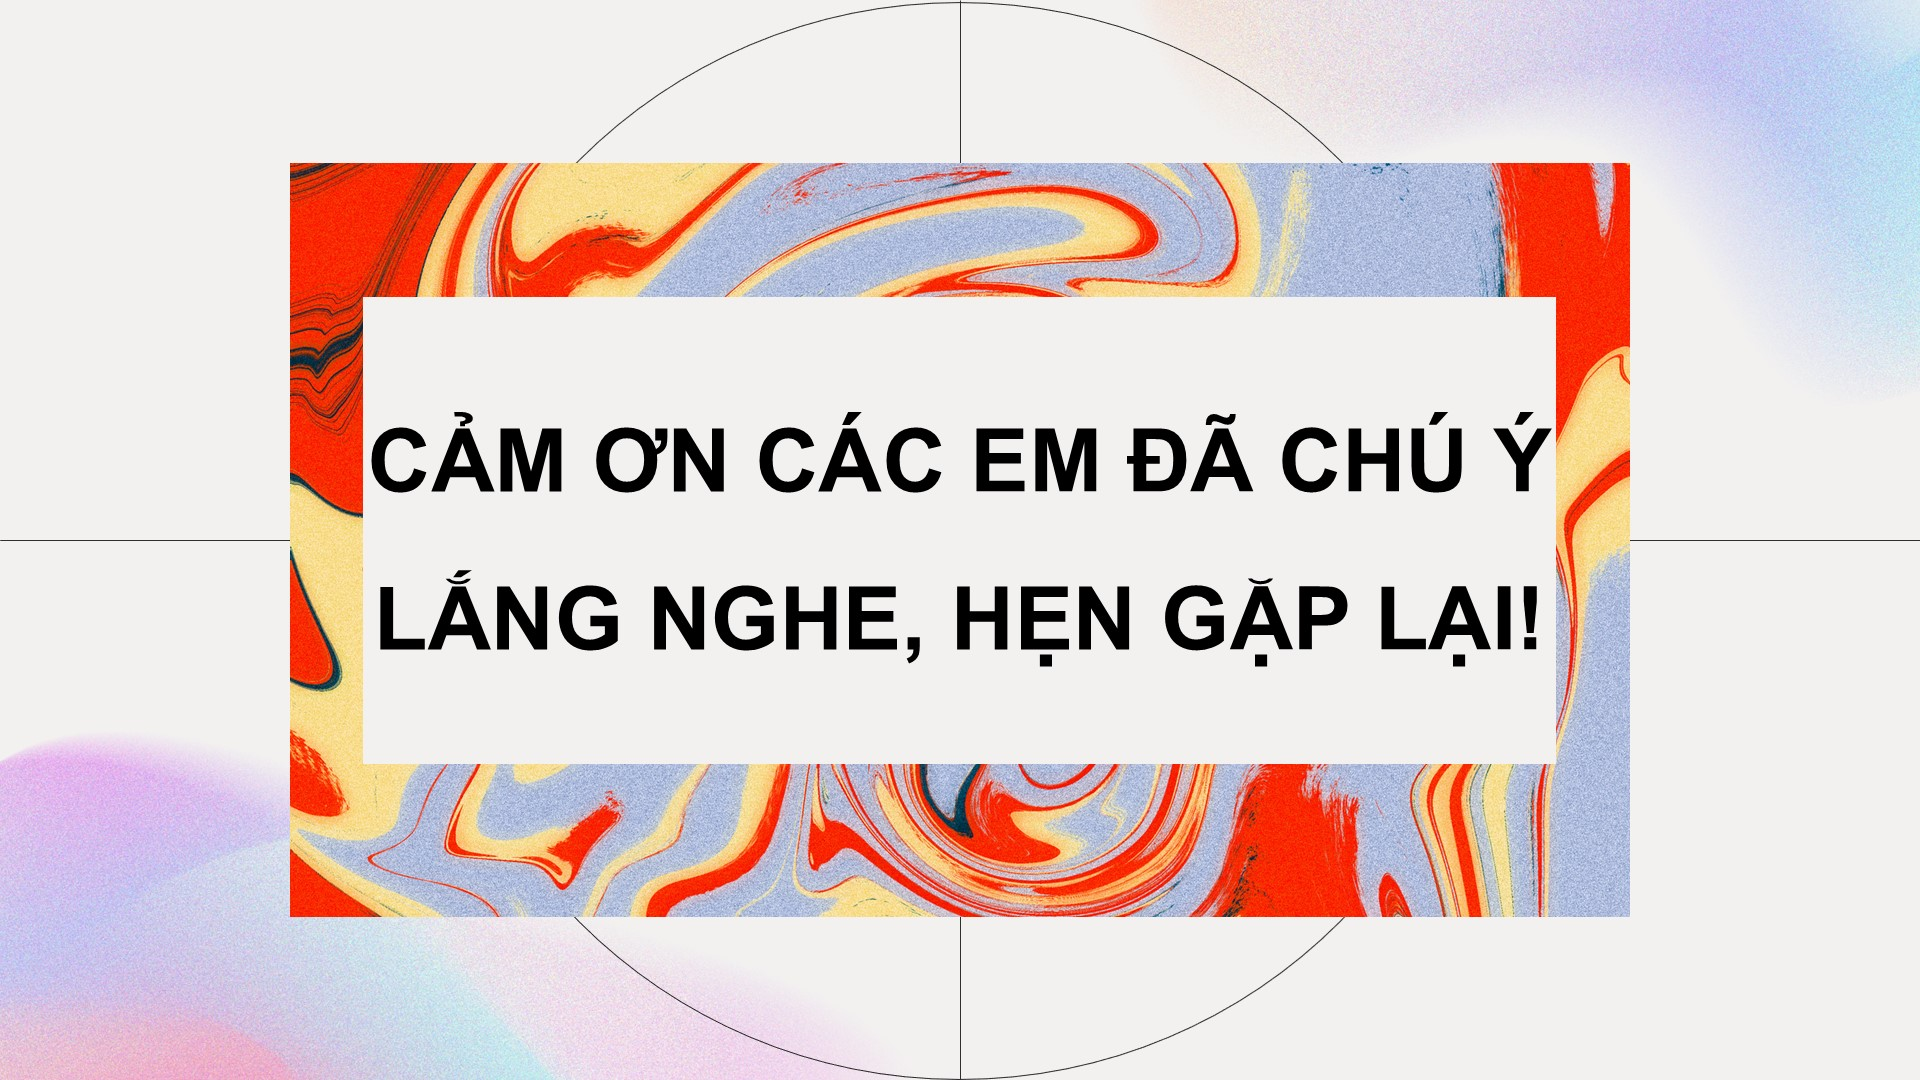 CẢM ƠN CÁC EM ĐÃ CHÚ Ý
LẮNG NGHE, HẸN GẶP LẠI!